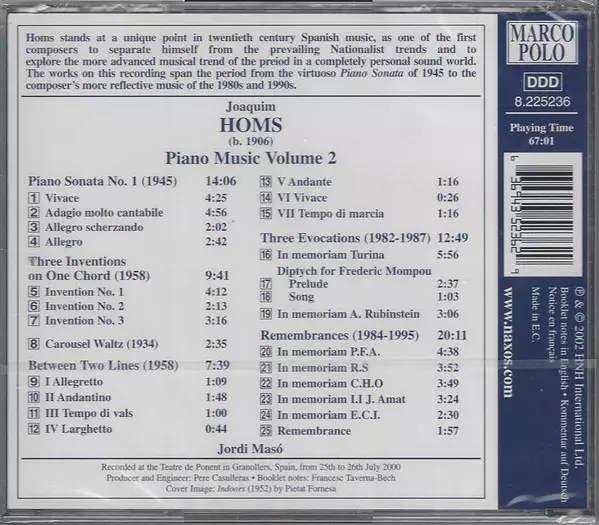 Homs stands at a unique point in twentieth century Spanish music, as one of the first
composers to separate himself from the prevailing Nationalist trends and to
explore the more advanced musical trend of the preiod in a completely personal sound world.
The works on this recording span the period from the virtuoso Piano Sonata of 1945 to the
composer's more reflective music of the 1980s and 1990s.
Joaquim
HOMS
(b. 1906)
Piano Music Volume 2
Piano Sonata No. 1 (1945) 14:06
1 Vivace 4:25
2 Adagio molto cantabile 4:56
3 Allegro scherzando 2:02
4 Allegro 2:42
Three Inventions
on One Chord (1958) 9:41
5 Invention No. 1 4:12
6 Invention No. 2 2:13
7 Invention No. 3 3:16
8 Carousel Waltz (1934) 2:35
Between Two Lines (1958) 7:39
9 I Allegretto 1:09
10 II Andantino 1:48
11 III Tempo di vals 1:00
12 IV Larghetto 0:44
13 V Andante 1:16
14 VI Vivace 0:26
15 VII Tempo di marcia 1:16
Three Evocations (1982-1987) 12:49
16 In memoriam Turina 5:56
Diptych for Frederic Mompou
17 Prelude 2:37
18 Song 1:03
19 In memoriam A. Rubinstein 3:06
Remembrances (1984-1995) 20:11
20 In memoriam P.F.A. 4:38
21 In memoriam R.S 3:52
22 In memoriam C.H.O 3:49
23 In memoriam I.I J. Amat 3:24
24 In memoriam E.C.I. 2:30
25 Remembrance 1:57
Jordi Masó
Recorded at the Teatre de Ponent in Granollers, Spain, from 25th to 26th July 2000
Producer and Engineer: Pere Casulleras • Booklet notes: Francesc Taverna-Bech
Cover Image: Indoors (1952) by Pietat Fornesa
MARCO
POLO
DDD
8.225236
Playing Time
67:01
6 36943 52362 9
℗ & © 2002 HNH International Ltd.
Booklet notes in English • Kommentar auf Deutsch
Notice en français
Made in E.C.
www.naxos.com